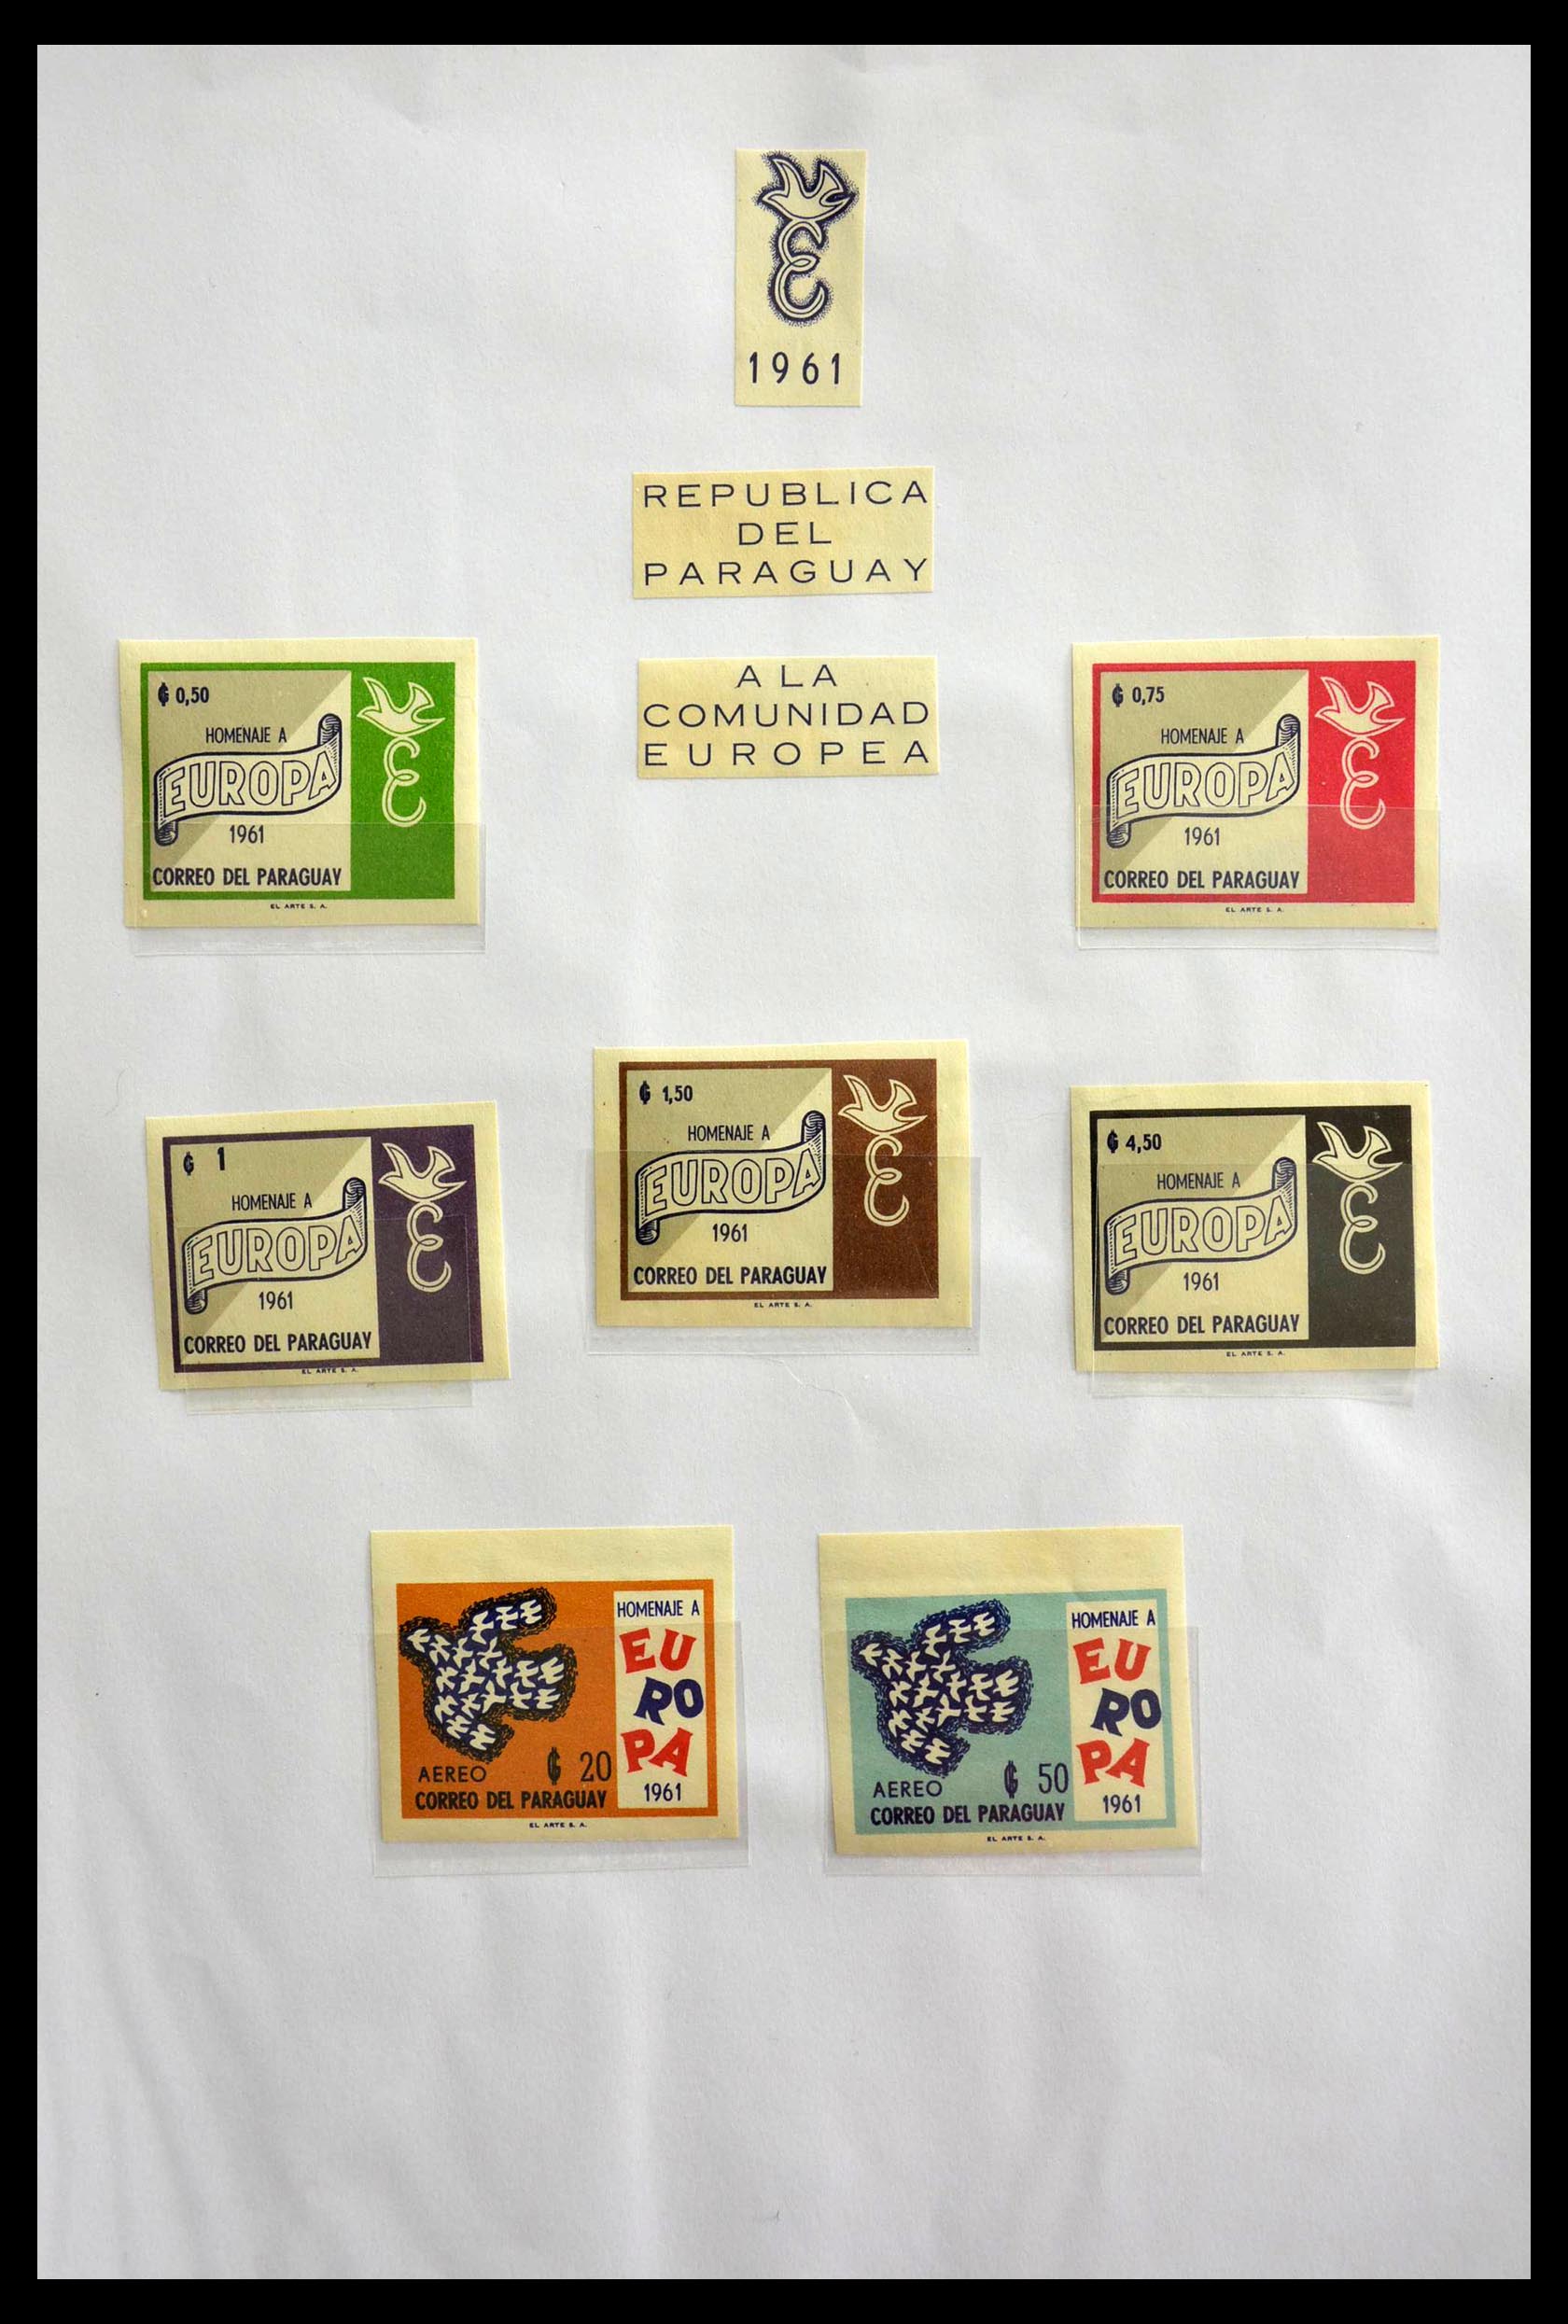 1961
REPUBLICA
DEL
PARAGUAY
A LA
COMUNIDAD
EUROPEA
₲ 0,50
HOMENAJE A
EUROPA
1961
CORREO DEL PARAGUAY
EL ARTE S. A.
₲ 0,75
HOMENAJE A
EUROPA
1961
CORREO DEL PARAGUAY
EL ARTE S. A.
₲ 1
HOMENAJE A
EUROPA
1961
CORREO DEL PARAGUAY
EL ARTE S. A.
₲ 1,50
HOMENAJE A
EUROPA
1961
CORREO DEL PARAGUAY
EL ARTE S. A.
₲ 4,50
HOMENAJE A
EUROPA
1961
CORREO DEL PARAGUAY
EL ARTE S. A.
HOMENAJE A
EU
RO
PA
1961
AEREO ₲ 20
CORREO DEL PARAGUAY
EL ARTE S. A.
HOMENAJE A
EU
RO
PA
1961
AEREO ₲ 50
CORREO DEL PARAGUAY
EL ARTE S. A.